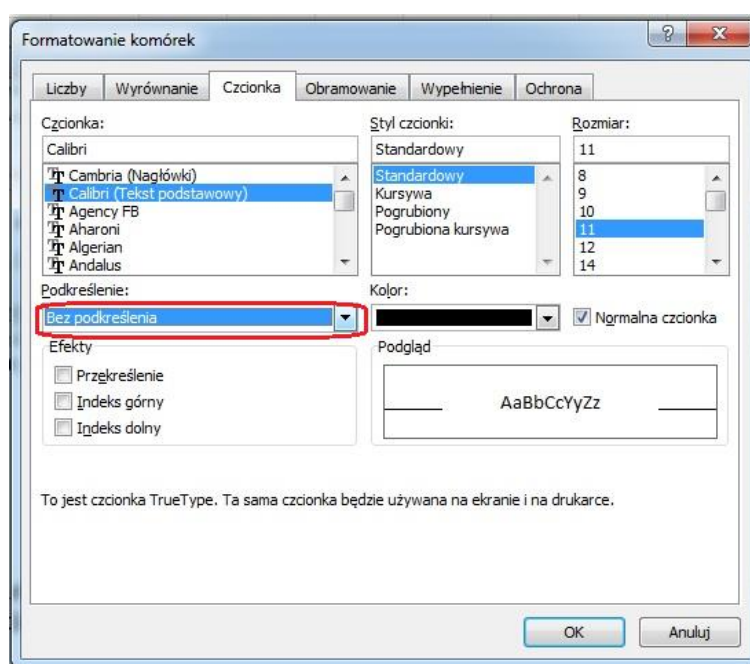 Formatowanie komórek
Liczby Wyrównanie Czcionka Obramowanie Wypełnienie Ochrona
Czcionka: Styl czcionki: Rozmiar:
Calibri Standardowy 11
Cambria (Nagłówki) Standardowy 8
Calibri (Tekst podstawowy) Kursywa 9
Agency FB Pogrubiony 10
Aharoni Pogrubiona kursywa 11
Algerian 12
Andalus 14
Podkreślenie: Kolor:
Bez podkreślenia Normalna czcionka
Efekty Podgląd
Przekreślenie
Indeks górny AaBbCcYyZz
Indeks dolny
To jest czcionka TrueType. Ta sama czcionka będzie używana na ekranie i na drukarce.
OK Anuluj